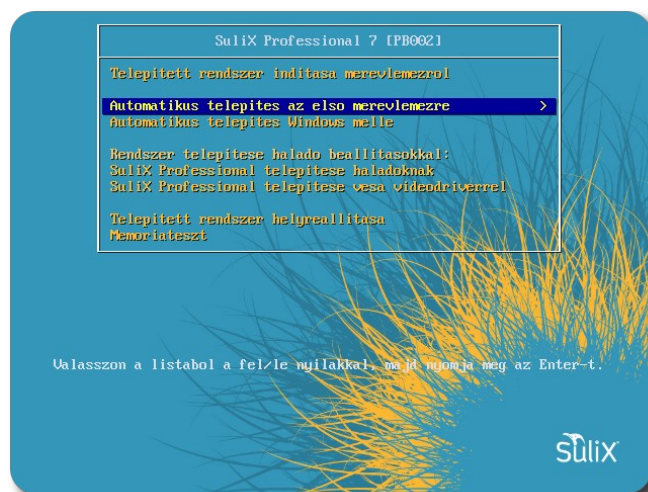 SuliX Professional 7 [PB002]
Telepitett rendszer inditasa merevlemezrol
Automatikus telepites az elso merevlemezre >
Automatikus telepites Windows melle
Rendszer telepitese halado beallitasokkal:
SuliX Professional telepitese haladoknak
SuliX Professional telepitese vesa videodriverrel
Telepitett rendszer helyreallitasa
Memoriateszt
Valasszon a listabol a fel/le nyilakkal, majd nyomja meg az Enter-t.
SuliX